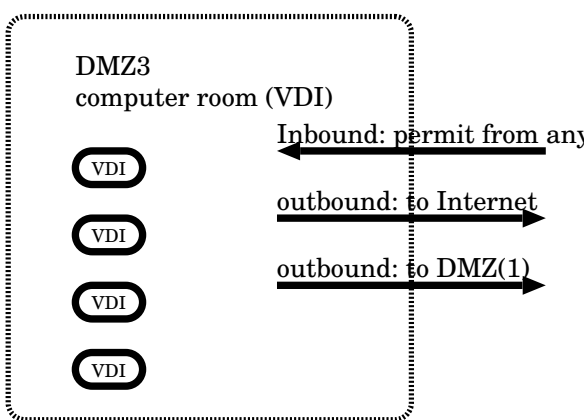 DMZ3
computer room (VDI)
Inbound: permit from any
VDI
outbound: to Internet
VDI
outbound: to DMZ(1)
VDI
VDI